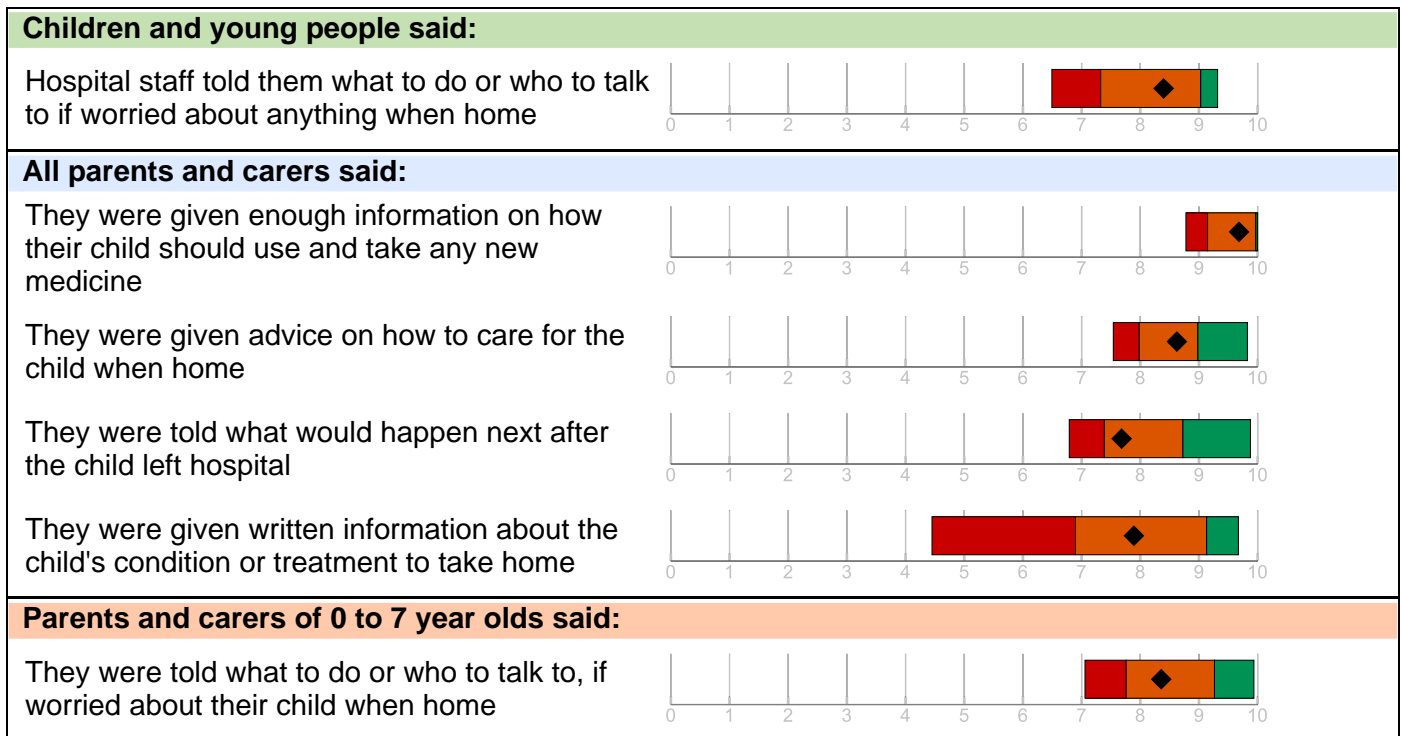 Children and young people said:
Hospital staff told them what to do or who to talk
to if worried about anything when home
0 1 2 3 4 5 6 7 8 9 10
All parents and carers said:
They were given enough information on how
their child should use and take any new
medicine
0 1 2 3 4 5 6 7 8 9 10
They were given advice on how to care for the
child when home
0 1 2 3 4 5 6 7 8 9 10
They were told what would happen next after
the child left hospital
0 1 2 3 4 5 6 7 8 9 10
They were given written information about the
child's condition or treatment to take home
0 1 2 3 4 5 6 7 8 9 10
Parents and carers of 0 to 7 year olds said:
They were told what to do or who to talk to, if
worried about their child when home
0 1 2 3 4 5 6 7 8 9 10